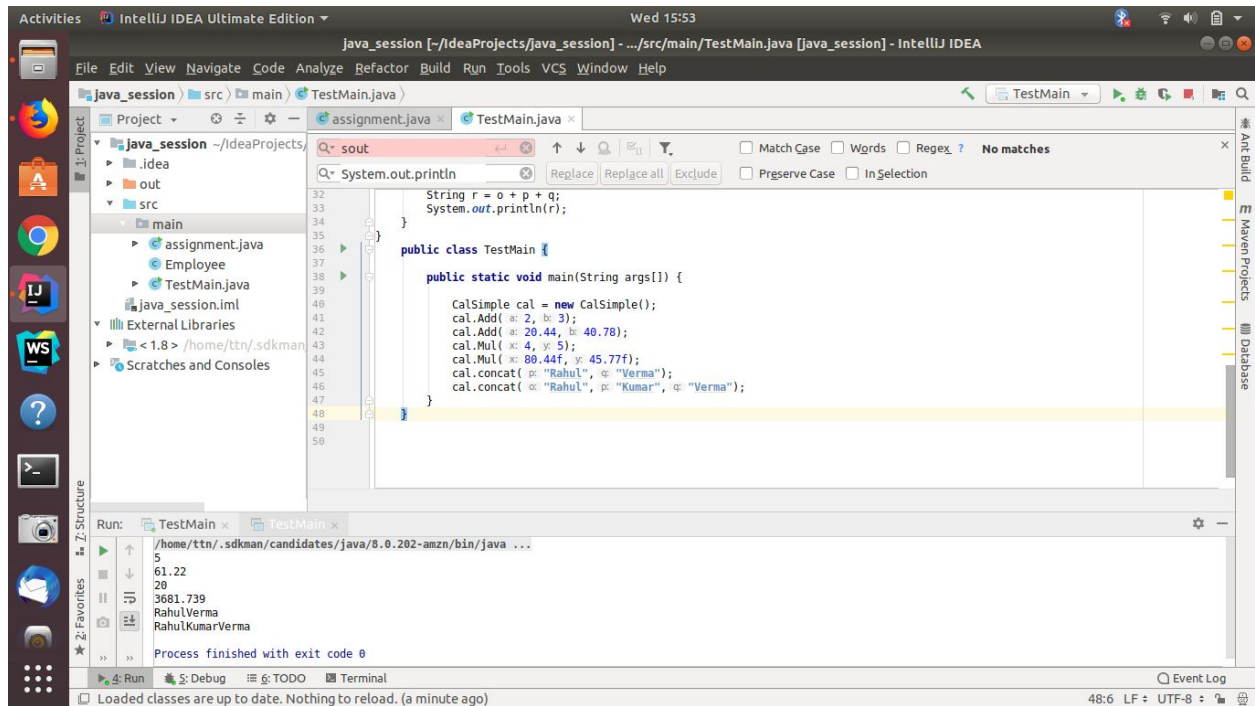 Activities IntelliJ IDEA Ultimate Edition Wed 15:53
java_session [~/IdeaProjects/java_session] - .../src/main/TestMain.java [java_session] - IntelliJ IDEA
File Edit View Navigate Code Analyze Refactor Build Run Tools VCS Window Help
java_session src main TestMain.java TestMain
Project assignment.java TestMain.java
java_session ~/IdeaProjects/
.idea
out
src
main
assignment.java
Employee
TestMain.java
java_session.iml
External Libraries
< 1.8 > /home/ttn/.sdkman
Scratches and Consoles
sout Match Case Words Regex ? No matches
System.out.println Replace Replace all Exclude Preserve Case In Selection
32 String r = o + p + q;
33 System.out.println(r);
34 }
35 }
36 public class TestMain {
37
38 public static void main(String args[]) {
39
40 CalSimple cal = new CalSimple();
41 cal.Add( a: 2, b: 3);
42 cal.Add( a: 20.44, b: 40.78);
43 cal.Mul( x: 4, y: 5);
44 cal.Mul( x: 80.44f, y: 45.77f);
45 cal.concat( p: "Rahul", q: "Verma");
46 cal.concat( o: "Rahul", p: "Kumar", q: "Verma");
47 }
48 }
49
50
1: Project
Z: Structure
2: Favorites
Ant Build
m Maven Projects
Database
IJ
WS
Run: TestMain TestMain
/home/ttn/.sdkman/candidates/java/8.0.202-amzn/bin/java ...
5
61.22
20
3681.739
RahulVerma
RahulKumarVerma
Process finished with exit code 0
4: Run 5: Debug 6: TODO Terminal Event Log
Loaded classes are up to date. Nothing to reload. (a minute ago) 48:6 LF UTF-8